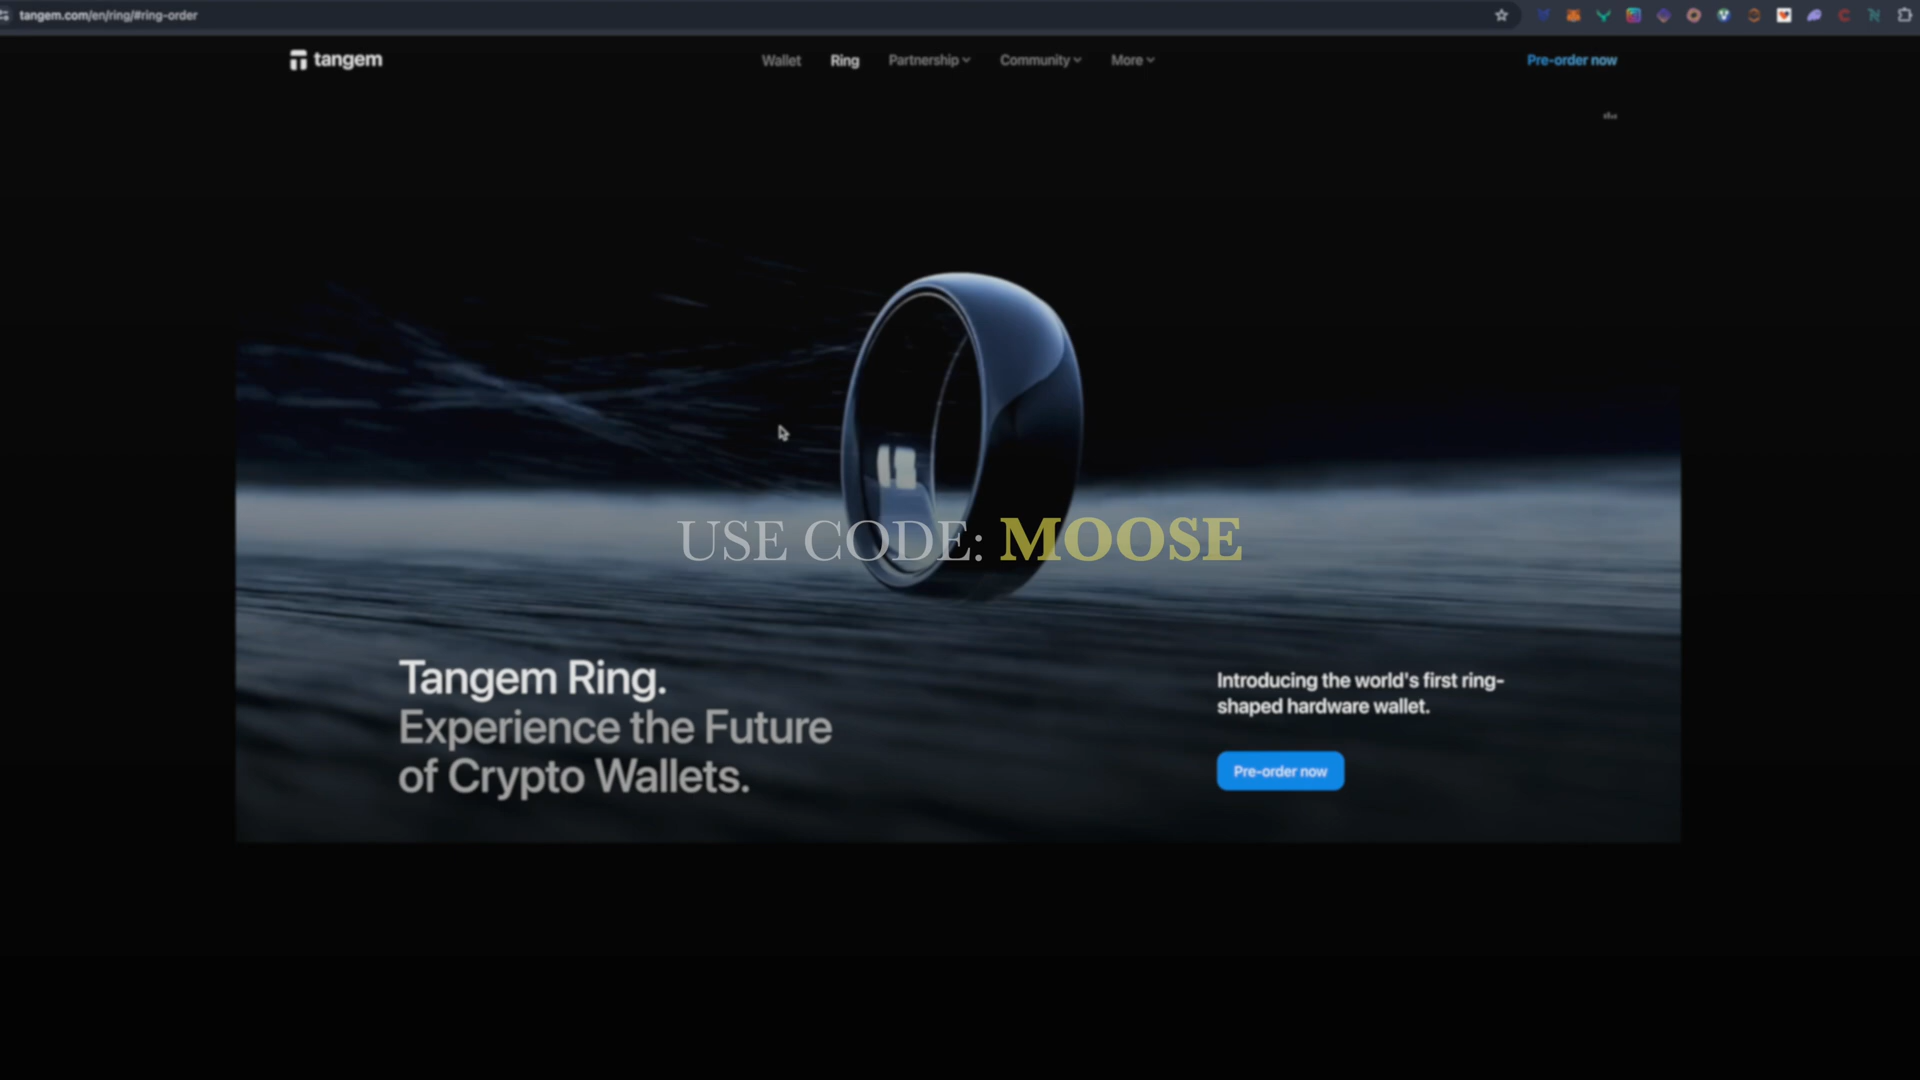 tangem.com/en/ring/#ring-order
tangem
Wallet
Ring
Partnership
Community
More
Pre-order now
USE CODE: MOOSE
Tangem Ring.
Experience the Future
of Crypto Wallets.
Introducing the world's first ring-
shaped hardware wallet.
Pre-order now